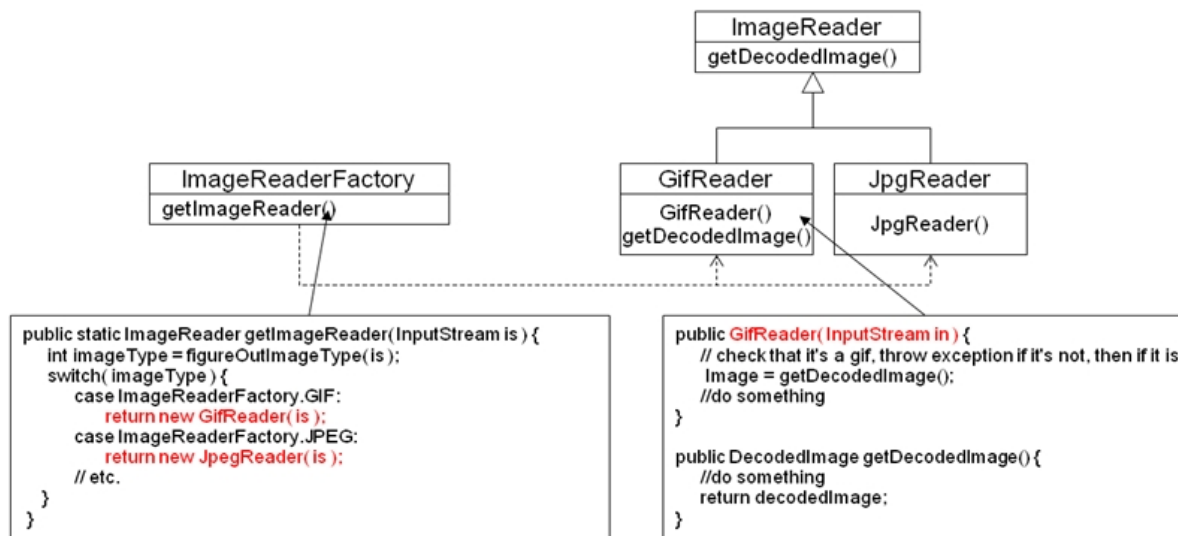 ImageReader
getDecodedImage()
ImageReaderFactory
getImageReader()
GifReader
GifReader()
getDecodedImage()
JpgReader
JpgReader()
public static ImageReader getImageReader( InputStream is ) {
int imageType = figureOutImageType( is );
switch( imageType ) {
case ImageReaderFactory.GIF:
return new GifReader( is );
case ImageReaderFactory.JPEG:
return new JpegReader( is );
// etc.
}
}
public GifReader( InputStream in ) {
// check that it's a gif, throw exception if it's not, then if it is
Image = getDecodedImage();
//do something
}
public DecodedImage getDecodedImage() {
//do something
return decodedImage;
}